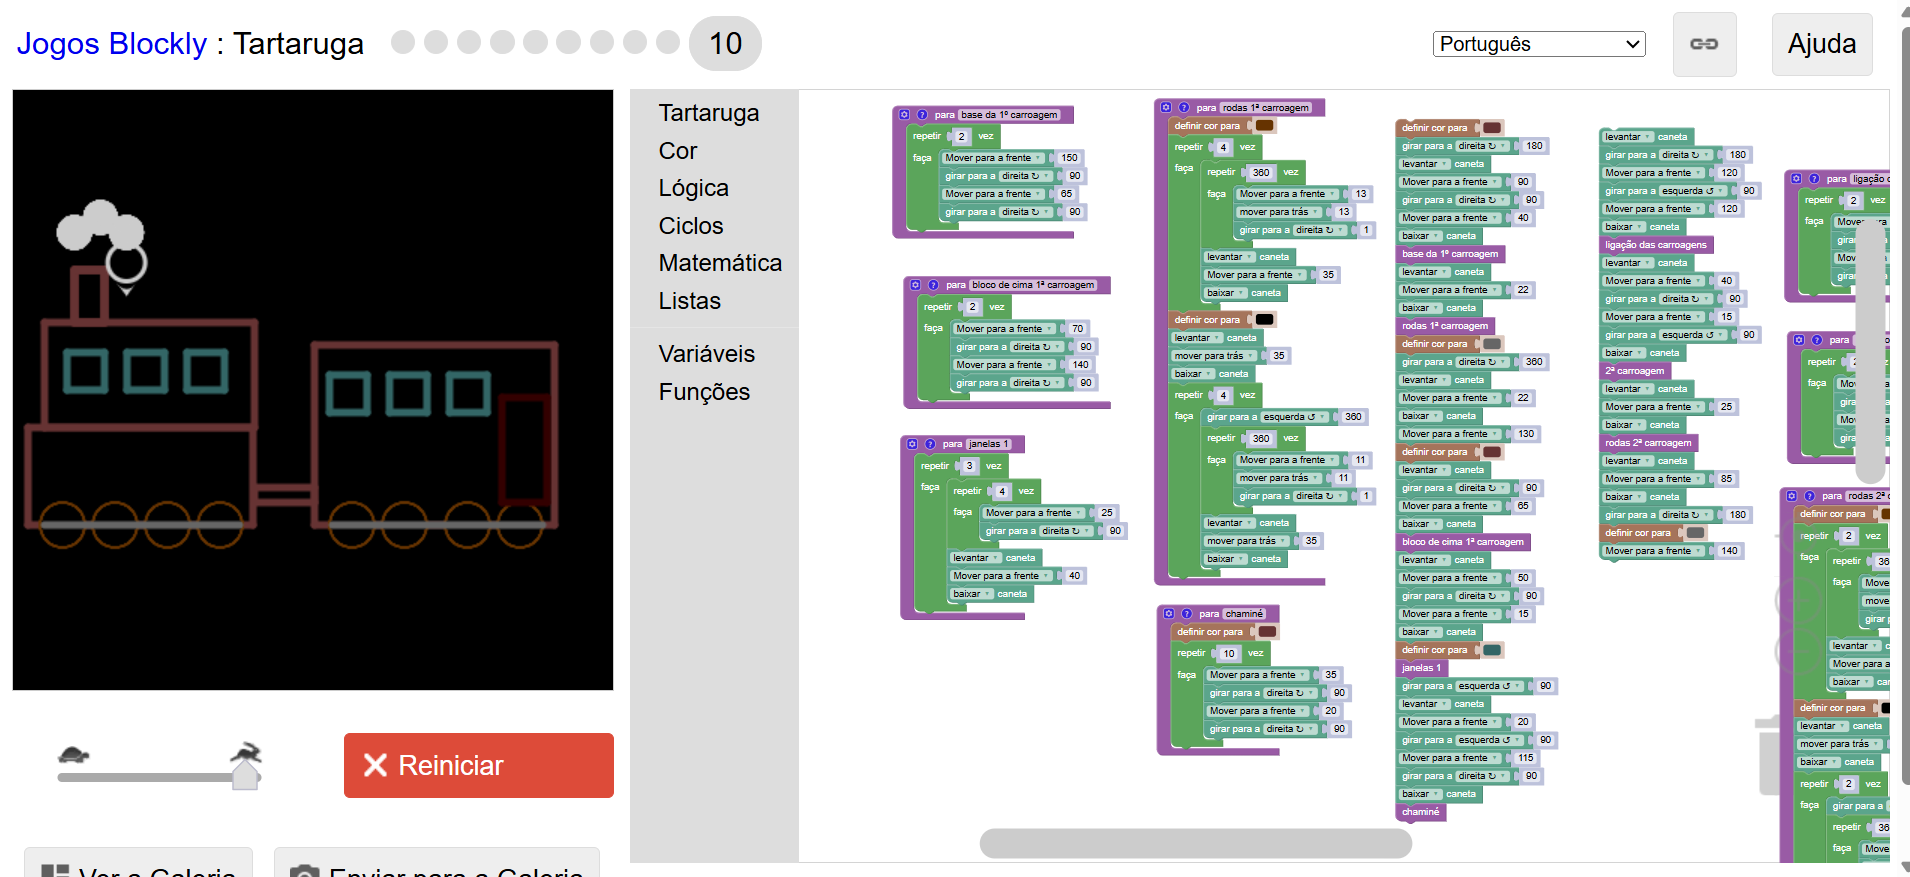 Jogos Blockly : Tartaruga
10
Português
Ajuda
Tartaruga
Cor
Lógica
Ciclos
Matemática
Listas
Variáveis
Funções
Reiniciar
Ver a Galeria
Enviar para a Galeria
para base da 1º carroagem
repetir 2 vez
faça Mover para a frente 150
girar para a direita ↻ 90
Mover para a frente 65
girar para a direita ↻ 90
para bloco de cima 1ª carroagem
repetir 2 vez
faça Mover para a frente 70
girar para a direita ↻ 90
Mover para a frente 140
girar para a direita ↻ 90
para janelas 1
repetir 3 vez
faça repetir 4 vez
faça Mover para a frente 25
girar para a direita ↻ 90
levantar caneta
Mover para a frente 40
baixar caneta
para rodas 1ª carroagem
definir cor para
repetir 4 vez
faça repetir 360 vez
faça Mover para a frente 13
mover para trás 13
girar para a direita ↻ 1
levantar caneta
Mover para a frente 35
baixar caneta
definir cor para
levantar caneta
mover para trás 35
baixar caneta
repetir 4 vez
faça girar para a esquerda ↺ 360
repetir 360 vez
faça Mover para a frente 11
mover para trás 11
girar para a direita ↻ 1
levantar caneta
mover para trás 35
baixar caneta
para chaminé
definir cor para
repetir 10 vez
faça Mover para a frente 35
girar para a direita ↻ 90
Mover para a frente 20
girar para a direita ↻ 90
definir cor para
girar para a direita ↻ 180
levantar caneta
Mover para a frente 90
girar para a direita ↻ 90
Mover para a frente 40
baixar caneta
base da 1º carroagem
levantar caneta
Mover para a frente 22
baixar caneta
rodas 1ª carroagem
definir cor para
girar para a direita ↻ 360
levantar caneta
Mover para a frente 22
baixar caneta
Mover para a frente 130
definir cor para
levantar caneta
girar para a direita ↻ 90
Mover para a frente 65
baixar caneta
bloco de cima 1ª carroagem
levantar caneta
Mover para a frente 50
girar para a direita ↻ 90
Mover para a frente 15
baixar caneta
definir cor para
janelas 1
girar para a esquerda ↺ 90
levantar caneta
Mover para a frente 20
girar para a esquerda ↺ 90
Mover para a frente 115
girar para a direita ↻ 90
baixar caneta
chaminé
levantar caneta
girar para a direita ↻ 180
Mover para a frente 120
girar para a esquerda ↺ 90
Mover para a frente 120
baixar caneta
ligação das carroagens
levantar caneta
Mover para a frente 40
girar para a direita ↻ 90
Mover para a frente 15
girar para a esquerda ↺ 90
baixar caneta
2ª carroagem
levantar caneta
Mover para a frente 25
baixar caneta
rodas 2ª carroagem
levantar caneta
Mover para a frente 85
baixar caneta
girar para a direita ↻ 180
definir cor para
Mover para a frente 140
para ligação
repetir 2 vez
faça
para
repetir
faça
para rodas 2ª
definir cor para
repetir 2 vez
faça repetir 36
faça Move
move
girar
levantar
Mover para a
baixar
definir cor para
levantar caneta
mover para trás
baixar caneta
repetir 2 vez
faça girar para a
repetir 36
faça Move